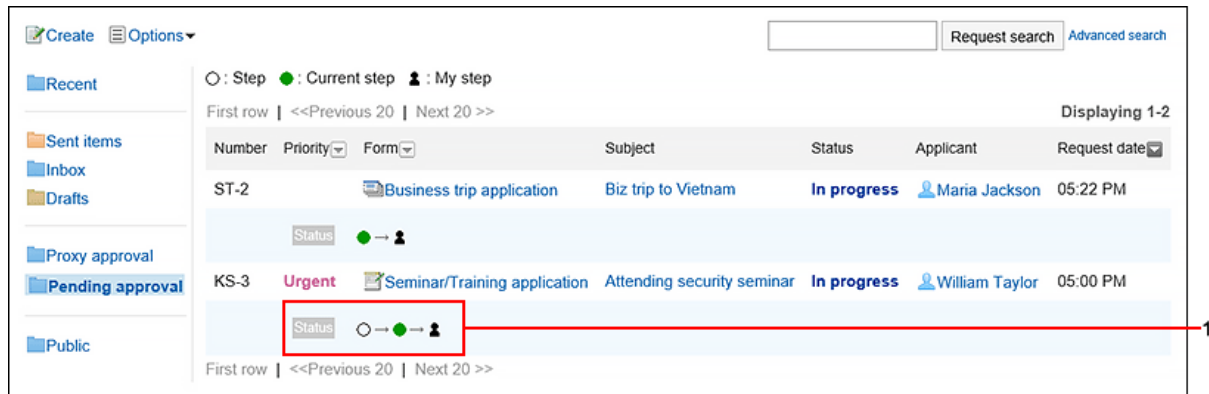 Create Options Request search Advanced search
Recent
Sent items
Inbox
Drafts
Proxy approval
Pending approval
Public
: Step : Current step : My step
First row | <<Previous 20 | Next 20 >> Displaying 1-2
Number Priority Form Subject Status Applicant Request date
ST-2 Business trip application Biz trip to Vietnam In progress Maria Jackson 05:22 PM
Status → 
KS-3 Urgent Seminar/Training application Attending security seminar In progress William Taylor 05:00 PM
Status → → 
1
First row | <<Previous 20 | Next 20 >>